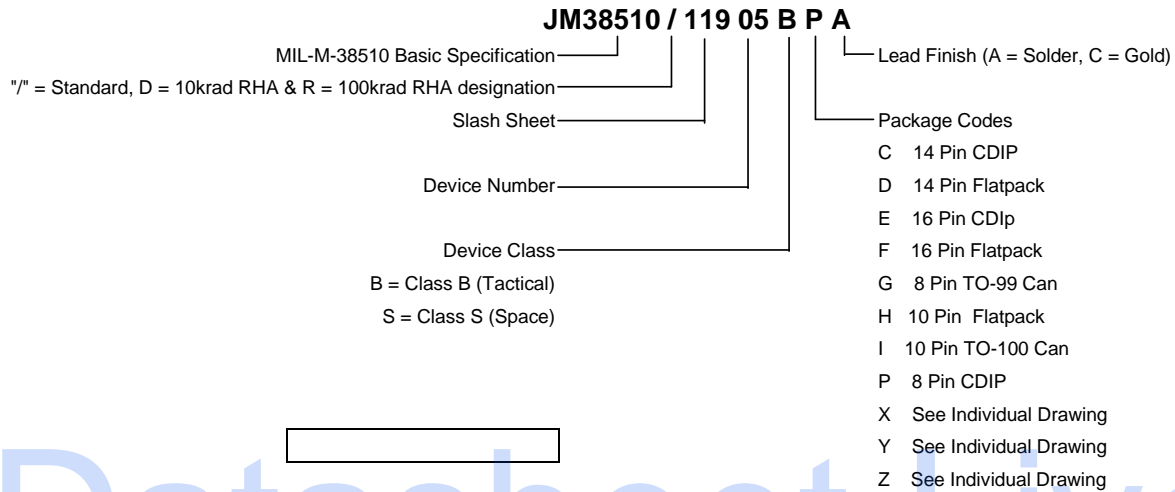 JM38510 / 119 05 B P A
MIL-M-38510 Basic Specification
"/" = Standard, D = 10krad RHA & R = 100krad RHA designation
Slash Sheet
Device Number
Device Class
B = Class B (Tactical)
S = Class S (Space)
Lead Finish (A = Solder, C = Gold)
Package Codes
C 14 Pin CDIP
D 14 Pin Flatpack
E 16 Pin CDIp
F 16 Pin Flatpack
G 8 Pin TO-99 Can
H 10 Pin Flatpack
I 10 Pin TO-100 Can
P 8 Pin CDIP
X See Individual Drawing
Y See Individual Drawing
Z See Individual Drawing